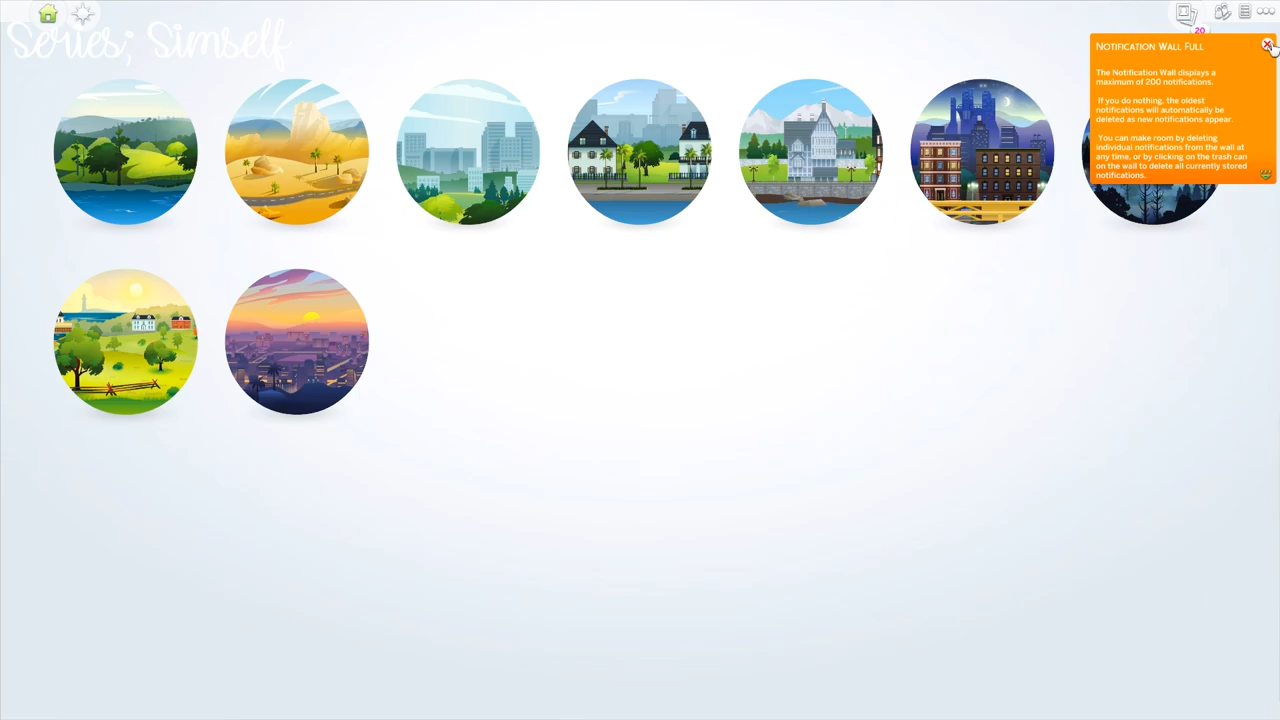 Series; Simself
20
Notification Wall Full
The Notification Wall displays a
maximum of 200 notifications.
If you do nothing, the oldest
notifications will automatically be
deleted as new notifications appear.
You can make room by deleting
individual notifications from the wall at
any time, or by clicking on the trash can
on the wall to delete all currently stored
notifications.